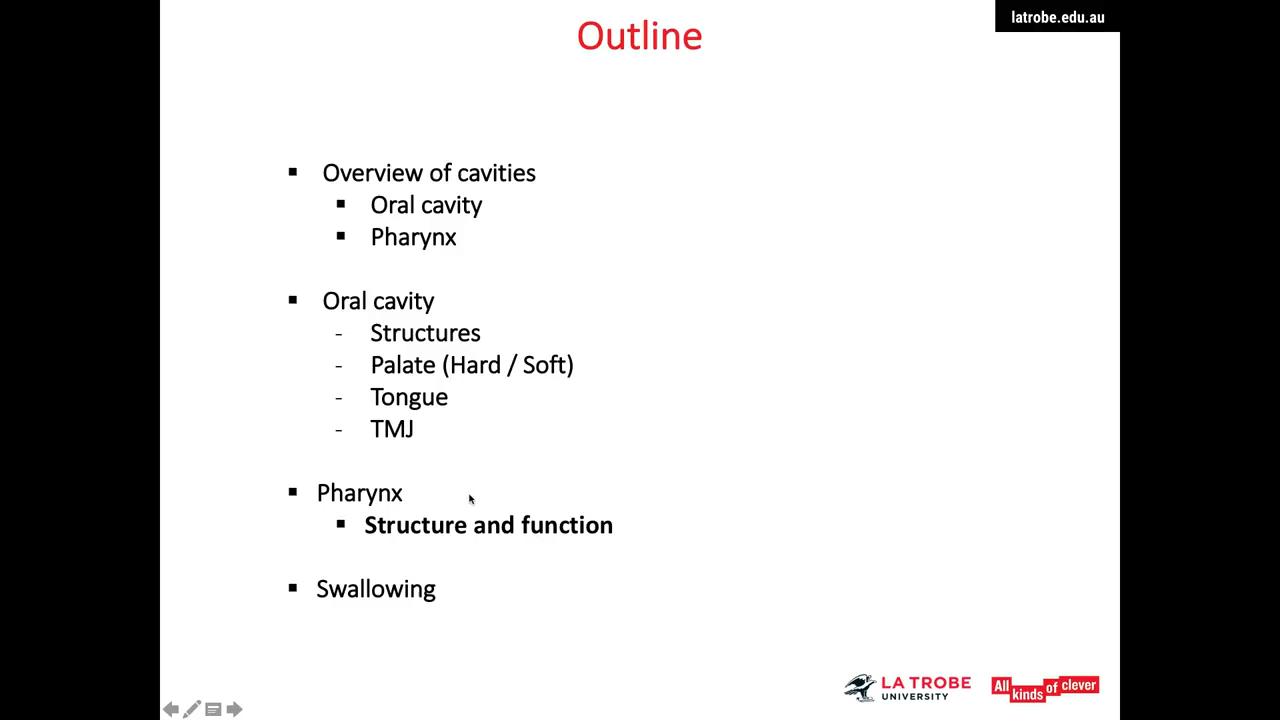 latrobe.edu.au
Outline
▪ Overview of cavities
▪ Oral cavity
▪ Pharynx
▪ Oral cavity
- Structures
- Palate (Hard / Soft)
- Tongue
- TMJ
▪ Pharynx
▪ Structure and function
▪ Swallowing
LA TROBE
UNIVERSITY
All kinds of clever